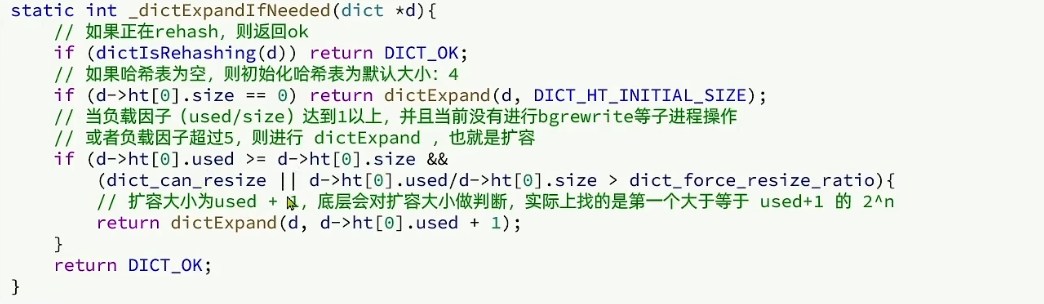 static int _dictExpandIfNeeded(dict *d){
    // 如果正在rehash，则返回ok
    if (dictIsRehashing(d)) return DICT_OK;
    // 如果哈希表为空，则初始化哈希表为默认大小：4
    if (d->ht[0].size == 0) return dictExpand(d, DICT_HT_INITIAL_SIZE);
    // 当负载因子（used/size）达到1以上，并且当前没有进行bgrewrite等子进程操作
    // 或者负载因子超过5，则进行 dictExpand ，也就是扩容
    if (d->ht[0].used >= d->ht[0].size &&
        (dict_can_resize || d->ht[0].used/d->ht[0].size > dict_force_resize_ratio){
        // 扩容大小为used + ，底层会对扩容大小做判断，实际上找的是第一个大于等于 used+1 的 2^n
        return dictExpand(d, d->ht[0].used + 1);
    }
    return DICT_OK;
}